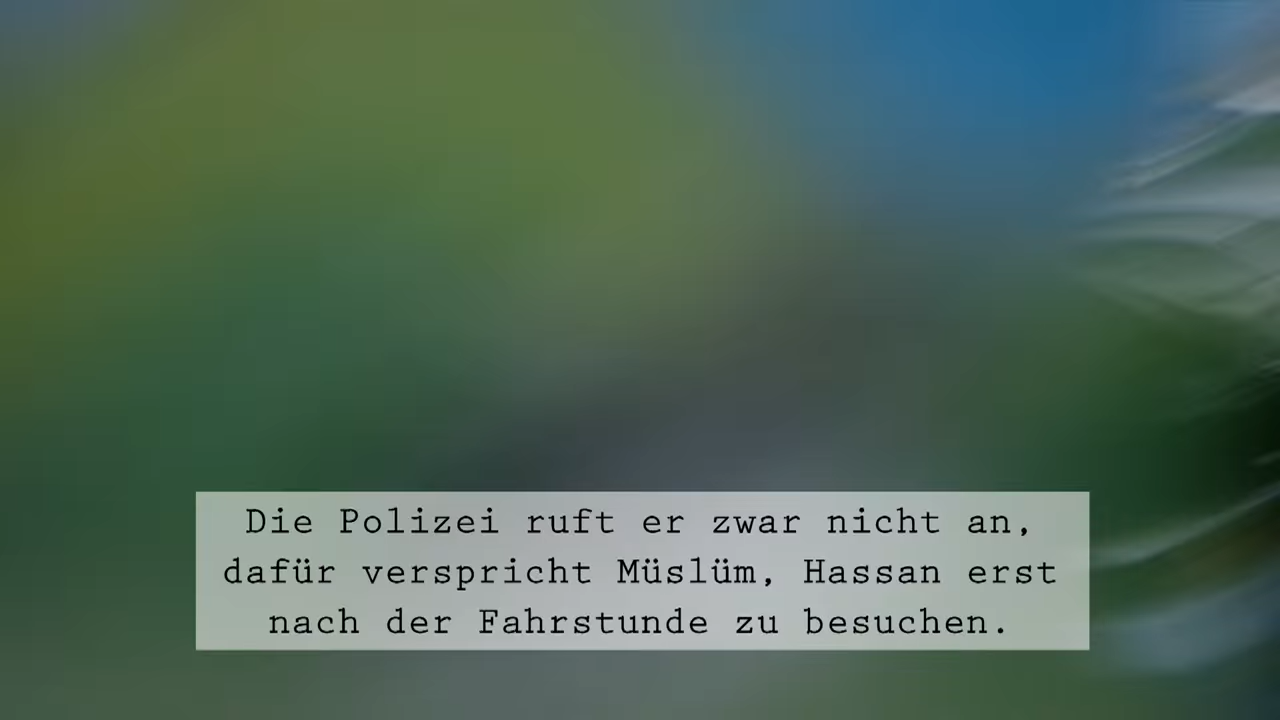 Die Polizei ruft er zwar nicht an,
dafür verspricht Müslüm, Hassan erst
nach der Fahrstunde zu besuchen.